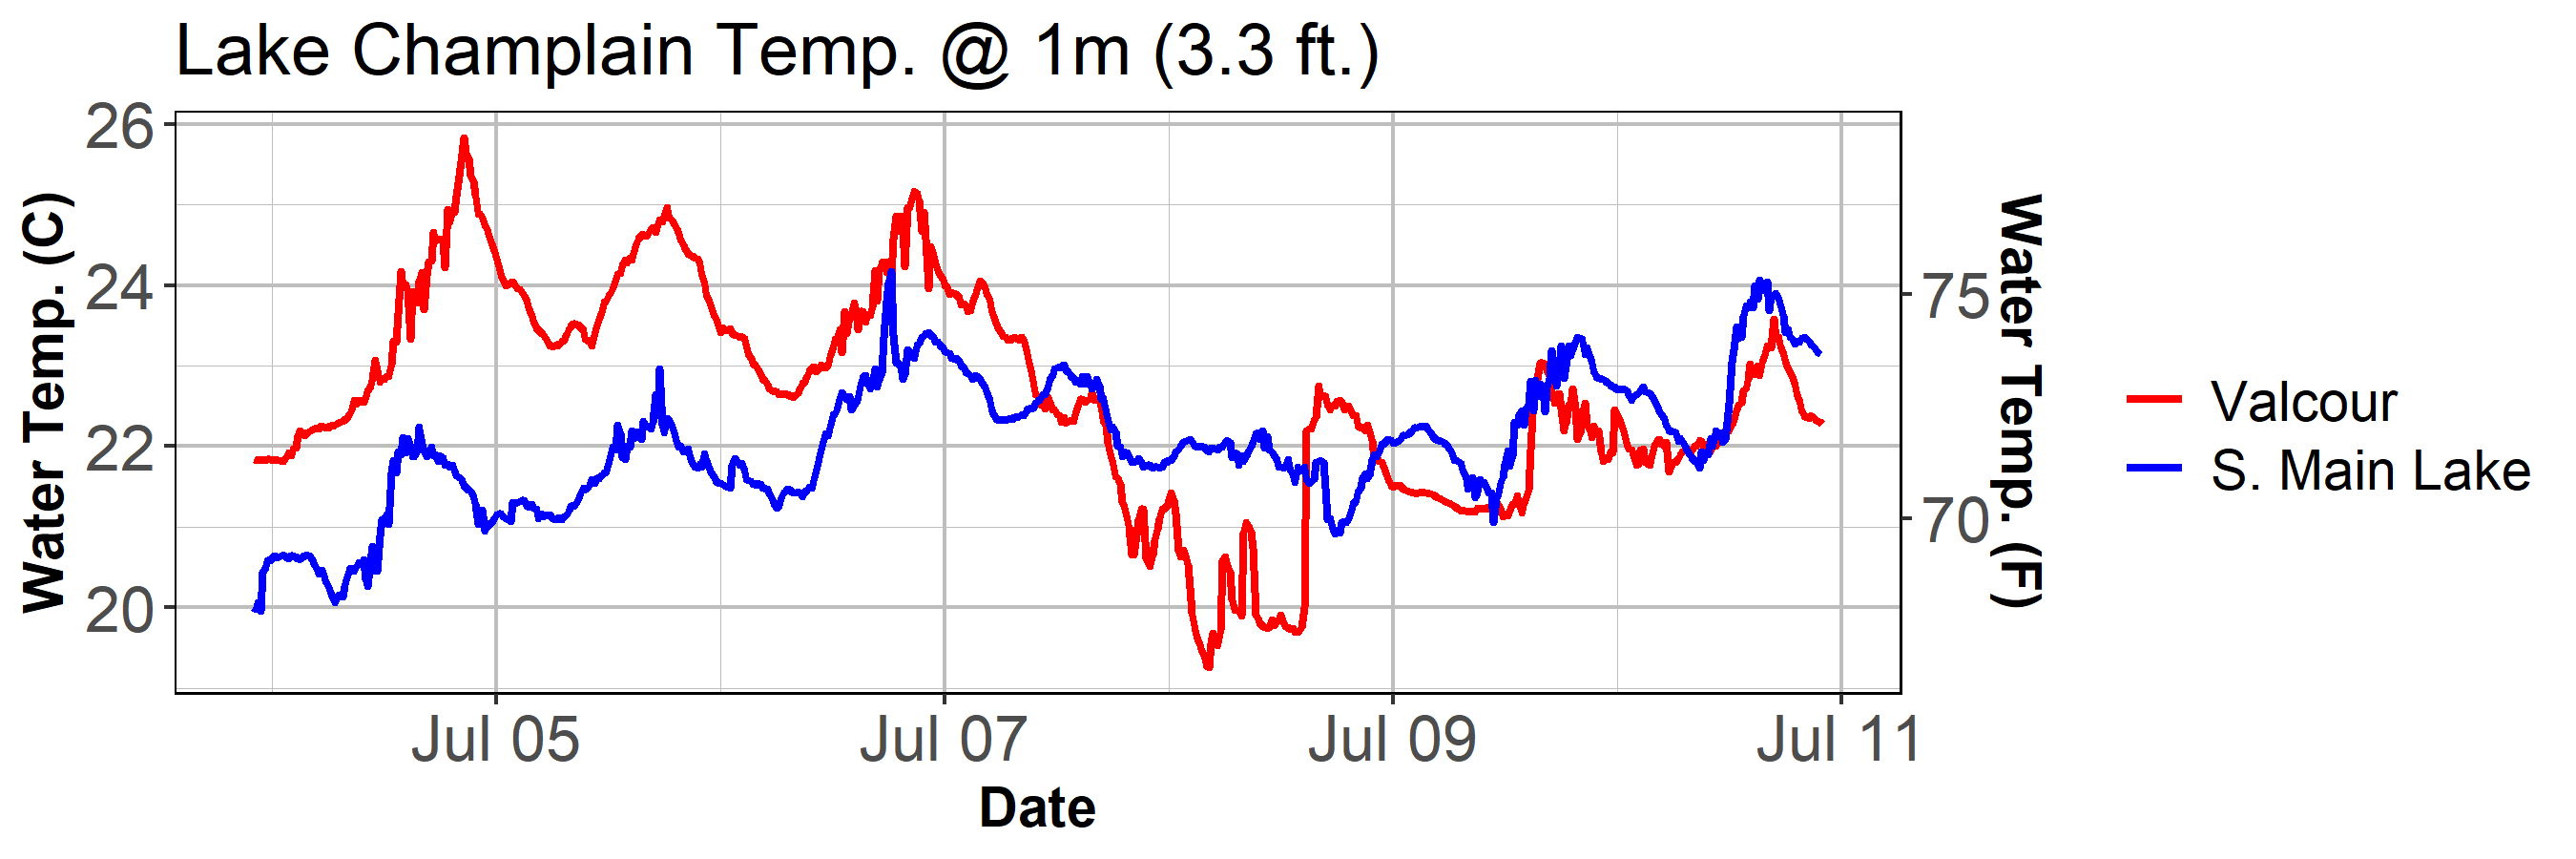 Lake Champlain Temp. @ 1m (3.3 ft.)
Water Temp. (C)
26
24
22
20
75
70
Water Temp. (F)
Jul 05
Jul 07
Jul 09
Jul 11
Date
Valcour
S. Main Lake